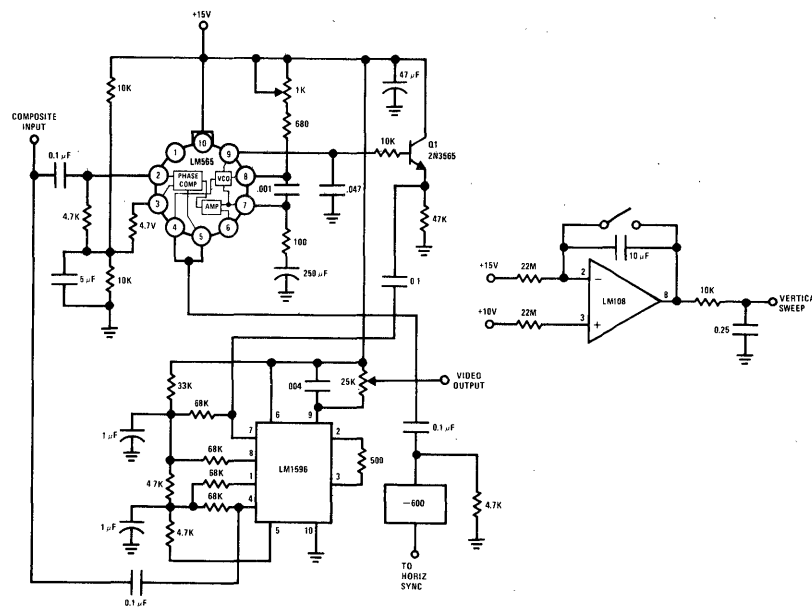 +15V
10K
1K
680
47 µF
COMPOSITE
INPUT
0.1 µF
4.7K
4.7V
5 µF
10K
1
2
3
4
5
6
7
8
9
10
LM565
PHASE
COMP
VCO
AMP
.001
100
250 µF
.047
10K
Q1
2N3565
47K
0.1
+15V
22M
+10V
22M
2
3
8
−
+
LM108
10 µF
10K
0.25
VERTICA
SWEEP
33K
68K
68K
68K
68K
1 µF
4.7K
1 µF
4.7K
0.1 µF
6
9
7
8
1
4
5
10
2
3
LM1596
.004
25K
VIDEO
OUTPUT
500
0.1 µF
−600
4.7K
TO
HORIZ
SYNC